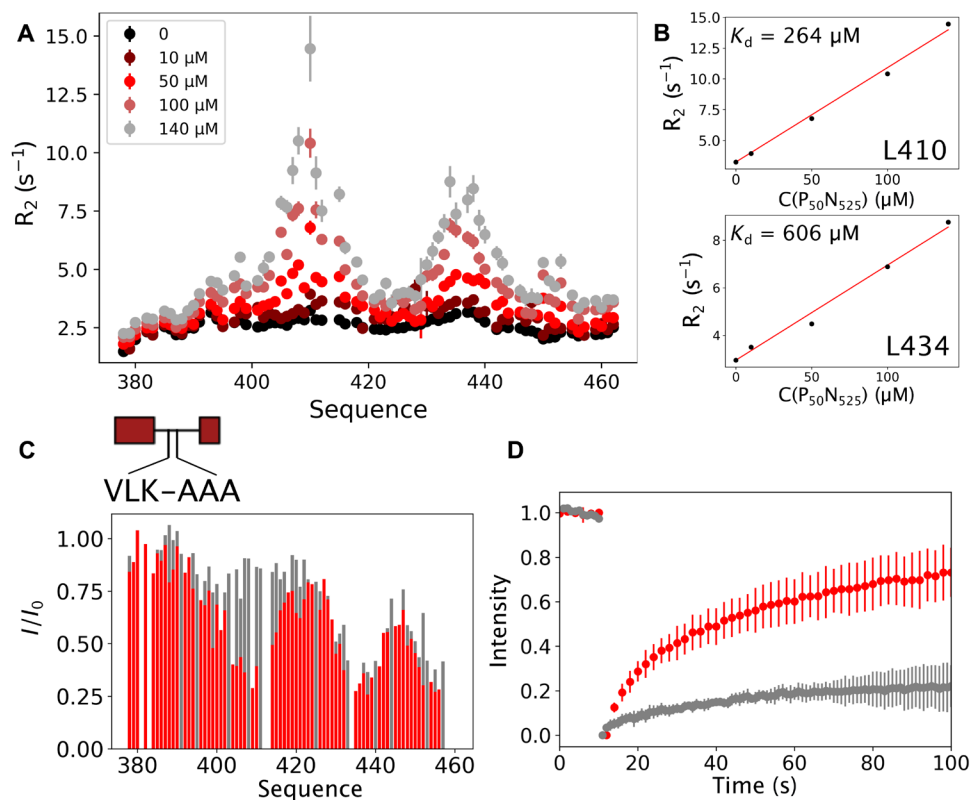 A
15.0
12.5
10.0
7.5
5.0
2.5
R₂ (s⁻¹)
0
10 μM
50 μM
100 μM
140 μM
380
400
420
440
460
Sequence
B
15.0
12.5
10.0
7.5
5.0
R₂ (s⁻¹)
Kd = 264 μM
L410
0
50
100
C(P₅₀N₅₂₅) (μM)
8
6
4
R₂ (s⁻¹)
Kd = 606 μM
L434
0
50
100
C(P₅₀N₅₂₅) (μM)
C
VLK–AAA
1.00
0.75
0.50
0.25
0.00
I/I₀
380
400
420
440
460
Sequence
D
1.0
0.8
0.6
0.4
0.2
0.0
Intensity
0
20
40
60
80
100
Time (s)